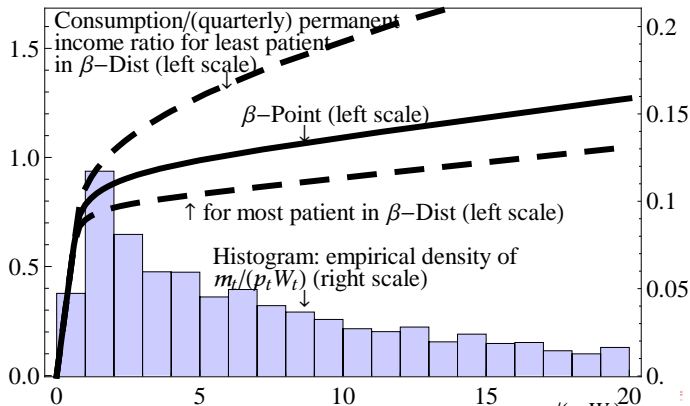 Consumption/(quarterly) permanent
income ratio for least patient
in β−Dist (left scale)
↓
β−Point (left scale)
↓
↑ for most patient in β−Dist (left scale)
Histogram: empirical density of
mₜ/(pₜWₜ) (right scale)
↓
1.5
1.0
0.5
0.0
0.2
0.15
0.1
0.05
0.
0 5 10 15 20